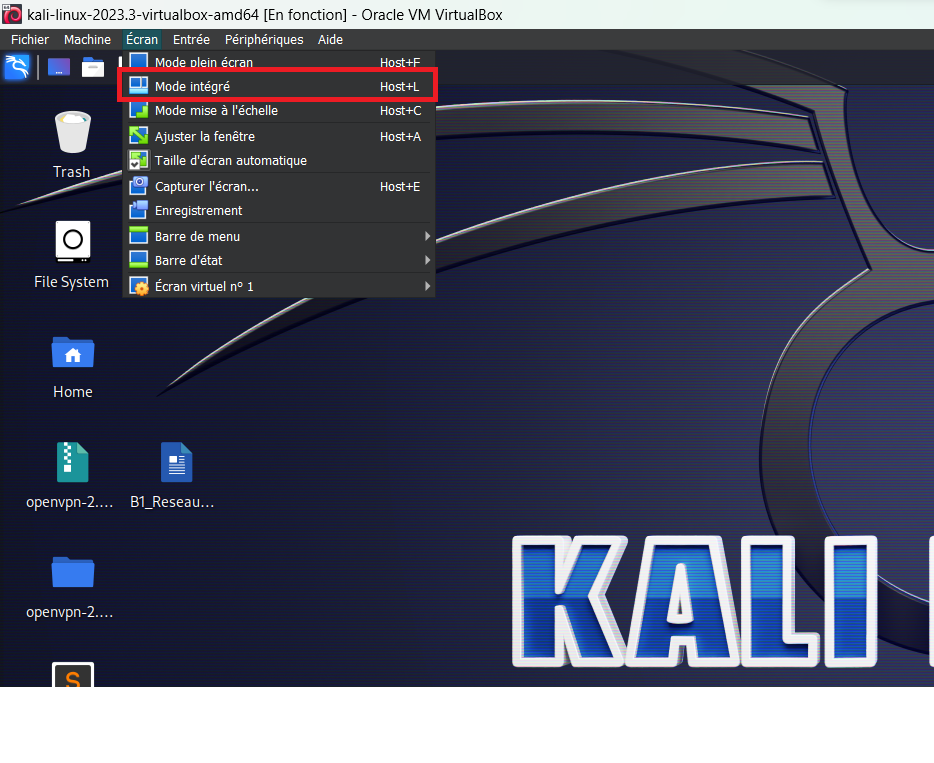 kali-linux-2023.3-virtualbox-amd64 [En fonction] - Oracle VM VirtualBox
Fichier Machine Écran Entrée Périphériques Aide
Mode plein écran Host+F
Mode intégré Host+L
Mode mise à l'échelle Host+C
Ajuster la fenêtre Host+A
Taille d'écran automatique
Capturer l'écran... Host+E
Enregistrement
Barre de menu
Barre d'état
Écran virtuel nº 1
Trash
File System
Home
openvpn-2....
B1_Reseau...
openvpn-2....
S
KALI